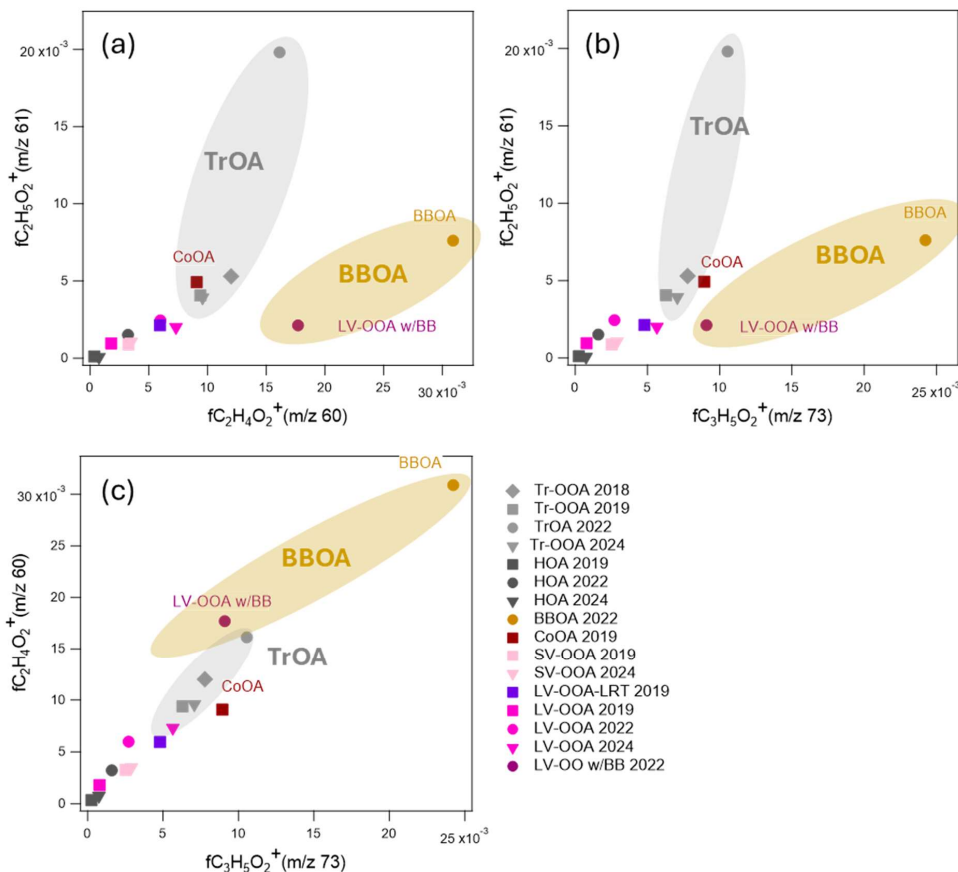 (a)
20 x10⁻³
15
10
5
0
fC₂H₅O₂⁺(m/z 61)
TrOA
CoOA
BBOA
BBOA
LV-OOA w/BB
0
5
10
15
20
25
30 x10⁻³
fC₂H₄O₂⁺(m/z 60)
(b)
20 x10⁻³
15
10
5
0
fC₂H₅O₂⁺(m/z 61)
TrOA
CoOA
BBOA
BBOA
LV-OOA w/BB
0
5
10
15
20
25 x10⁻³
fC₃H₅O₂⁺(m/z 73)
(c)
30 x10⁻³
25
20
15
10
5
0
fC₂H₄O₂⁺(m/z 60)
BBOA
BBOA
LV-OOA w/BB
TrOA
CoOA
0
5
10
15
20
25 x10⁻³
fC₃H₅O₂⁺(m/z 73)
Tr-OOA 2018
Tr-OOA 2019
TrOA 2022
Tr-OOA 2024
HOA 2019
HOA 2022
HOA 2024
BBOA 2022
CoOA 2019
SV-OOA 2019
SV-OOA 2024
LV-OOA-LRT 2019
LV-OOA 2019
LV-OOA 2022
LV-OOA 2024
LV-OO w/BB 2022